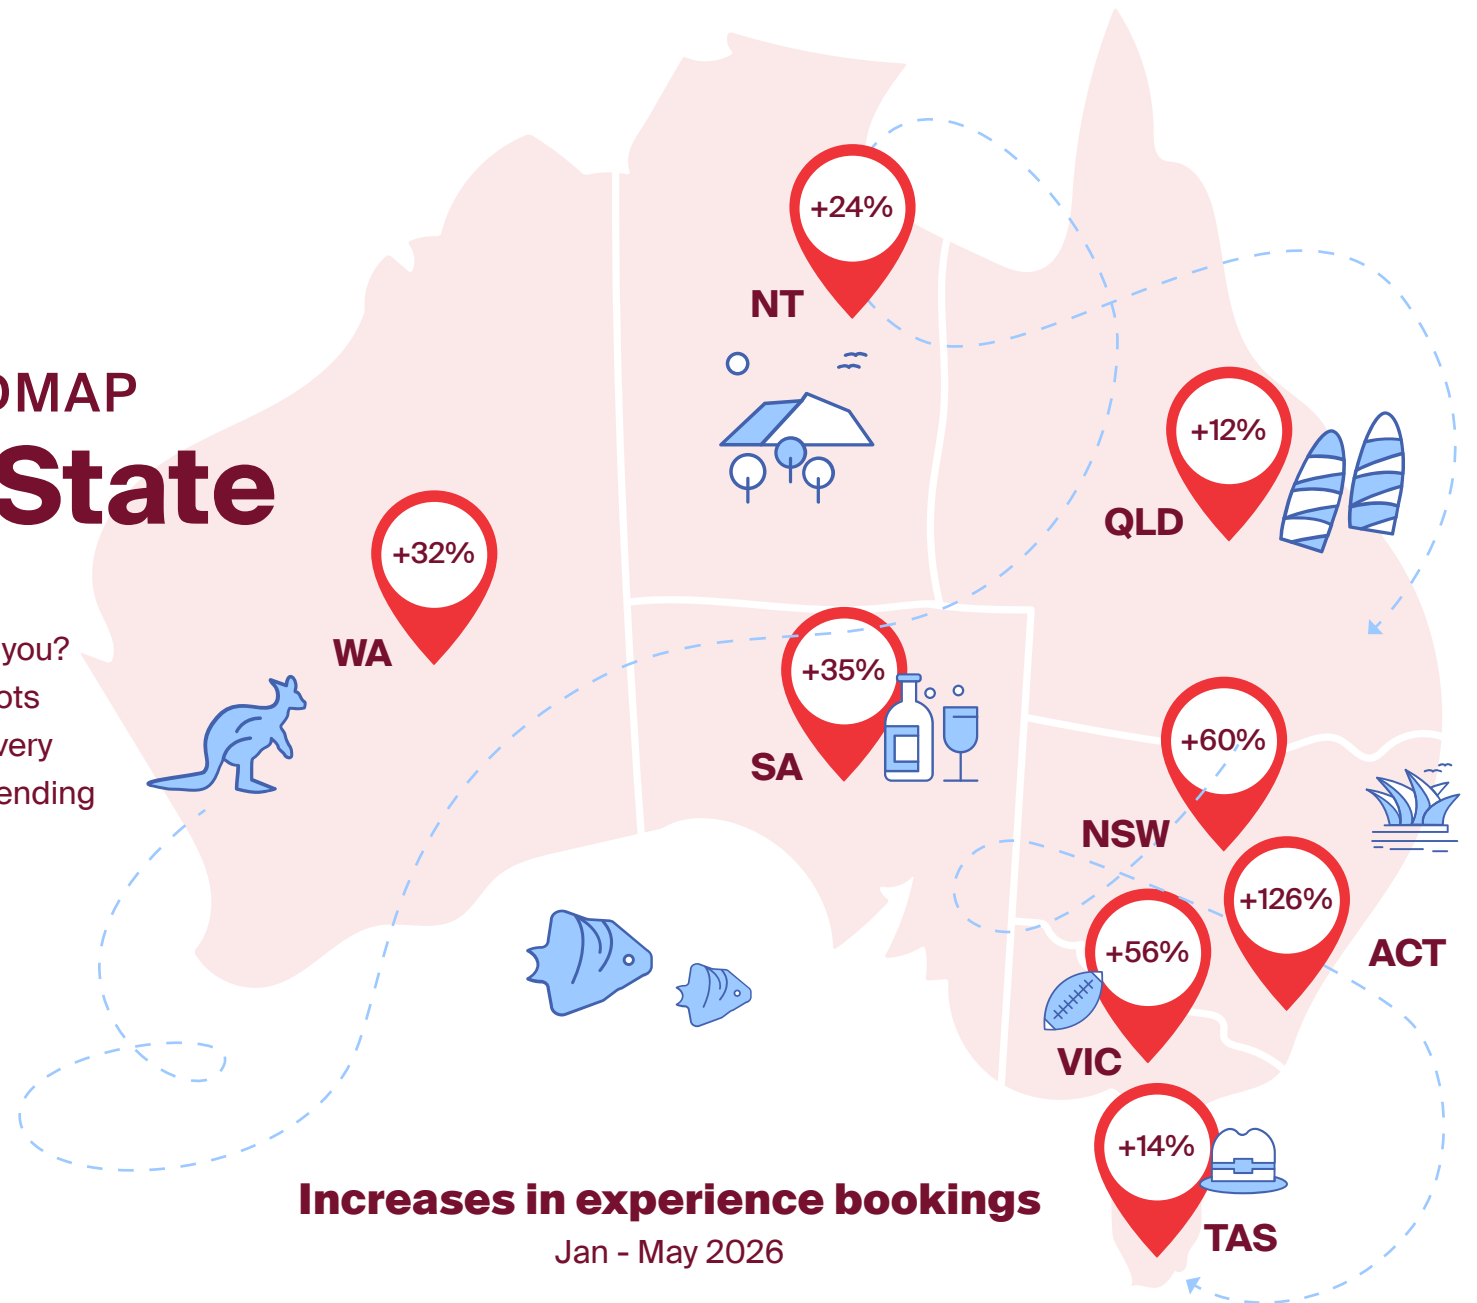 +24%
NT
DMAP
+12%
State
+32%
QLD
WA
you?
+35%
ots
+60%
very
SA
ending
NSW
+126%
+56%
ACT
VIC
+14%
Increases in experience bookings
TAS
Jan - May 2026